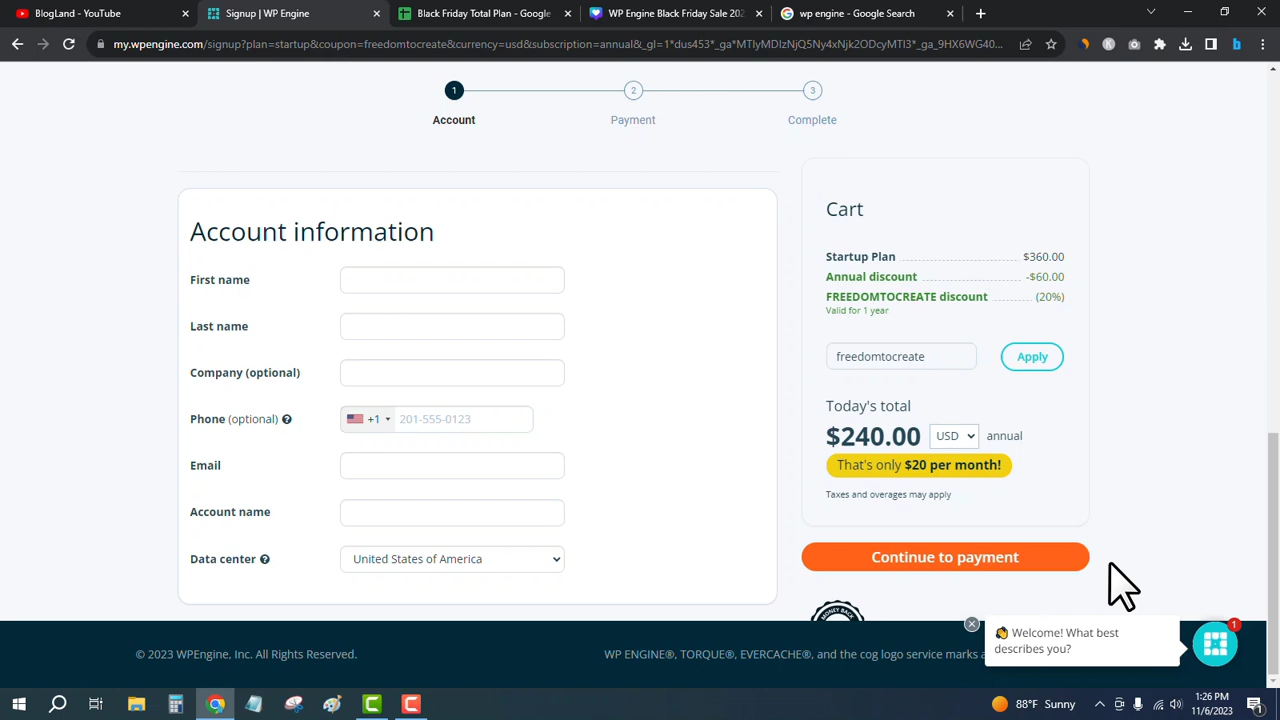 BlogLand - YouTube
Signup | WP Engine
Black Friday Total Plan - Google
WP Engine Black Friday Sale 202
wp engine - Google Search
my.wpengine.com/signup?plan=startup&coupon=freedomtocreate&currency=usd&subscription=annual&_gl=1*dus453*_ga*MTIyMDIzNjQ5Ny4xNjk2ODcyMTI3*_ga_9HX6WG40...
1
2
3
Account
Payment
Complete
Account information
First name
Last name
Company (optional)
Phone (optional) ?
+1
201-555-0123
Email
Account name
Data center ?
United States of America
Cart
Startup Plan $360.00
Annual discount -$60.00
FREEDOMTOCREATE discount (20%)
Valid for 1 year
freedomtocreate
Apply
Today's total
$240.00 USD annual
That's only $20 per month!
Taxes and overages may apply
Continue to payment
MONEY BACK
Welcome! What best
describes you?
1
© 2023 WPEngine, Inc. All Rights Reserved.
WP ENGINE®, TORQUE®, EVERCACHE®, and the cog logo service marks a
88°F Sunny
1:26 PM
11/6/2023
1